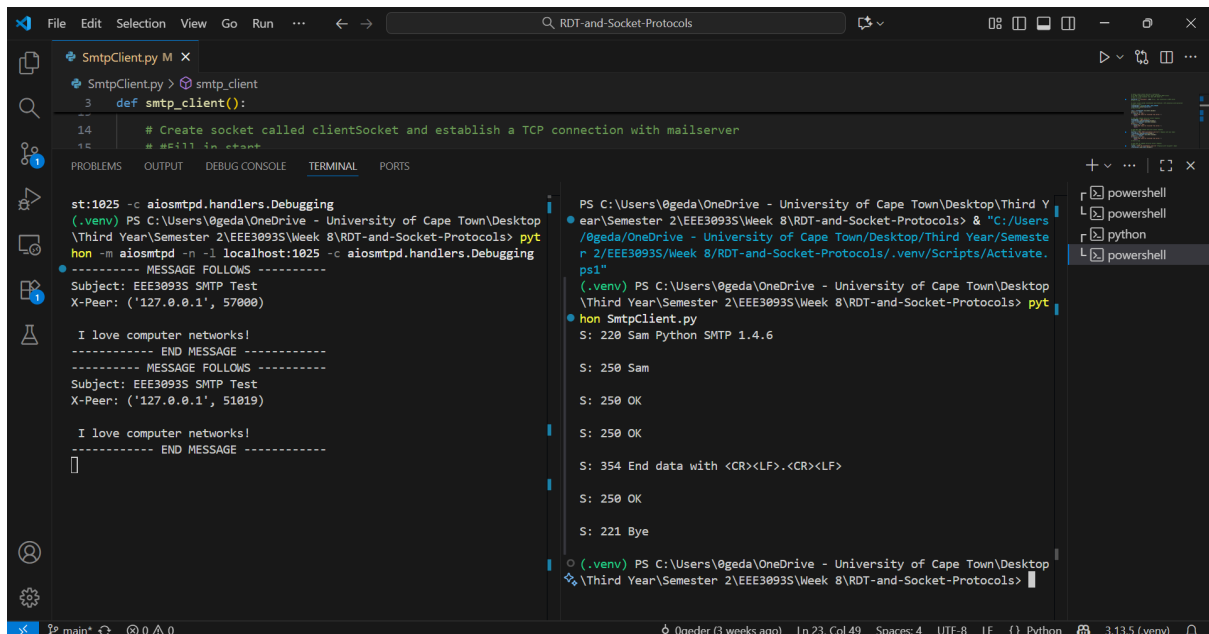 File Edit Selection View Go Run ··· ← → RDT-and-Socket-Protocols
SmtpClient.py M ×
SmtpClient.py > smtp_client
3 def smtp_client():
14 # Create socket called clientSocket and establish a TCP connection with mailserver
15 # #Fill in start
PROBLEMS OUTPUT DEBUG CONSOLE TERMINAL PORTS
st:1025 -c aiosmtpd.handlers.Debugging
(.venv) PS C:\Users\0geda\OneDrive - University of Cape Town\Desktop
\Third Year\Semester 2\EEE3093S\Week 8\RDT-and-Socket-Protocols> pyt
hon -m aiosmtpd -n -l localhost:1025 -c aiosmtpd.handlers.Debugging
---------- MESSAGE FOLLOWS ----------
Subject: EEE3093S SMTP Test
X-Peer: ('127.0.0.1', 57000)
I love computer networks!
------------ END MESSAGE ------------
---------- MESSAGE FOLLOWS ----------
Subject: EEE3093S SMTP Test
X-Peer: ('127.0.0.1', 51019)
I love computer networks!
------------ END MESSAGE ------------
PS C:\Users\0geda\OneDrive - University of Cape Town\Desktop\Third Y
ear\Semester 2\EEE3093S\Week 8\RDT-and-Socket-Protocols> & "C:/Users
/0geda/OneDrive - University of Cape Town/Desktop/Third Year/Semeste
r 2/EEE3093S/Week 8/RDT-and-Socket-Protocols/.venv/Scripts/Activate.
ps1"
(.venv) PS C:\Users\0geda\OneDrive - University of Cape Town\Desktop
\Third Year\Semester 2\EEE3093S\Week 8\RDT-and-Socket-Protocols> pyt
hon SmtpClient.py
S: 220 Sam Python SMTP 1.4.6
S: 250 Sam
S: 250 OK
S: 250 OK
S: 354 End data with <CR><LF>.<CR><LF>
S: 250 OK
S: 221 Bye
(.venv) PS C:\Users\0geda\OneDrive - University of Cape Town\Desktop
\Third Year\Semester 2\EEE3093S\Week 8\RDT-and-Socket-Protocols>
powershell
powershell
python
powershell
1
1
main* 0 0 0geder (3 weeks ago) Ln 23, Col 49 Spaces: 4 UTF-8 LF {} Python 3.13.5 (.venv)